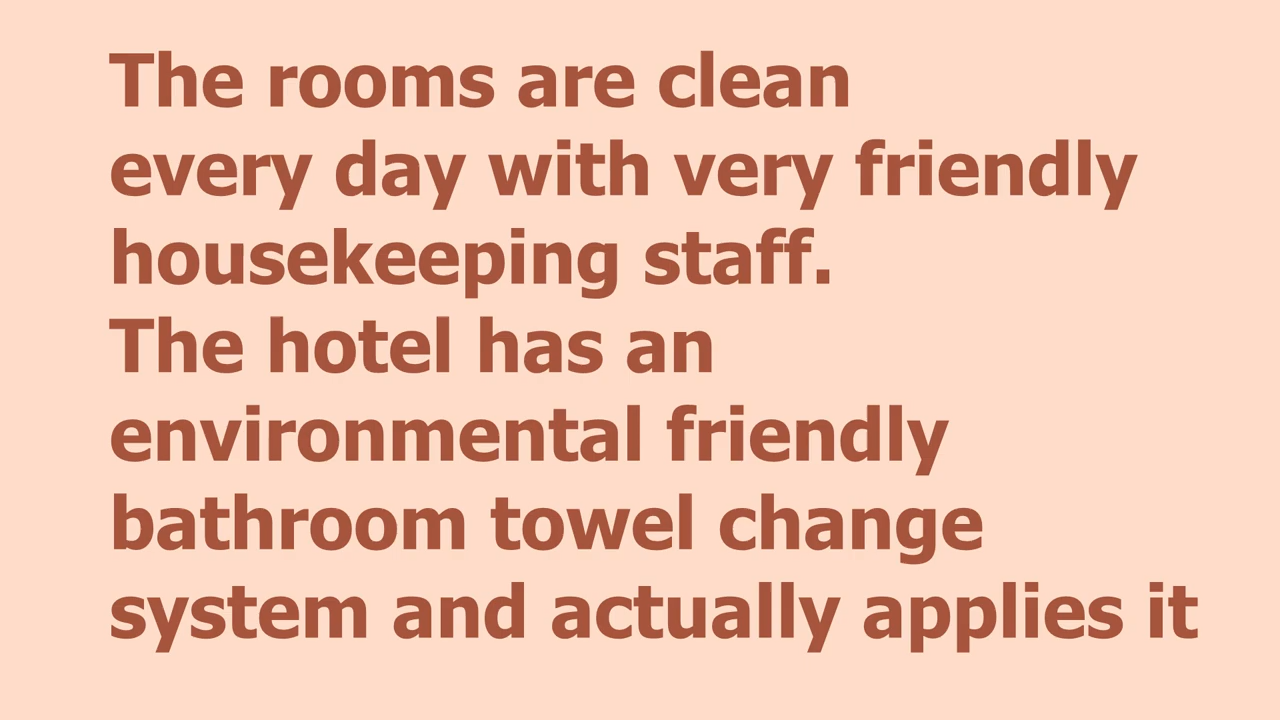 The rooms are clean
every day with very friendly
housekeeping staff.
The hotel has an
environmental friendly
bathroom towel change
system and actually applies it